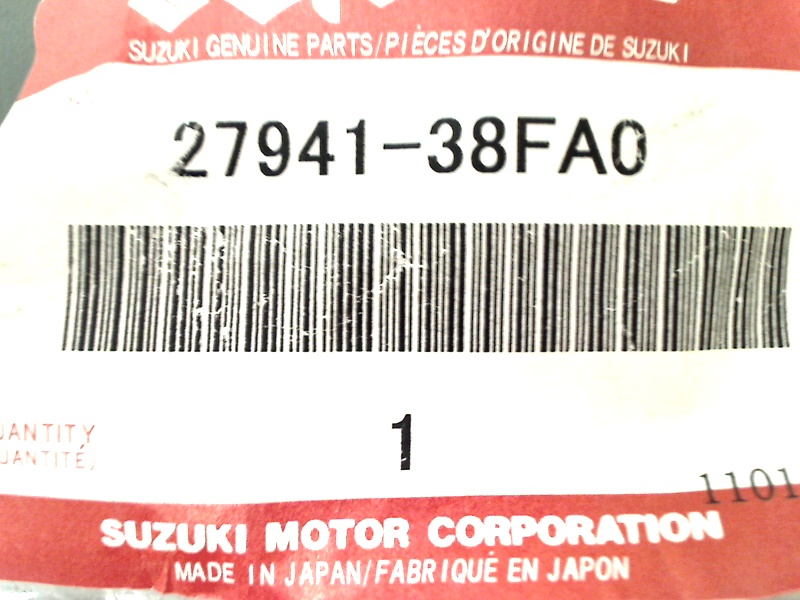 SUZUKI GENUINE PARTS/PIÈCES D'ORIGINE DE SUZUKI
27941-38FA0
1
UANTITY
UANTITÉ)
1101
SUZUKI MOTOR CORPORATION
MADE IN JAPAN/FABRIQUÉ EN JAPON